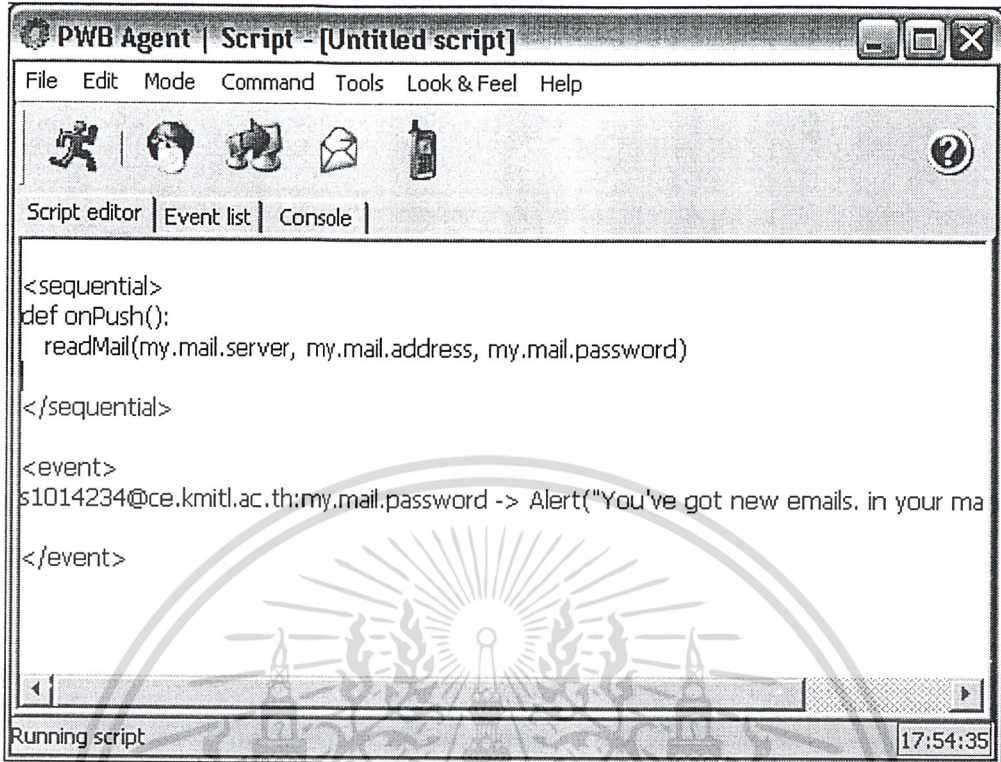 PWB Agent | Script - [Untitled script]
File Edit Mode Command Tools Look & Feel Help
Script editor Event list Console
<sequential>
def onPush():
readMail(my.mail.server, my.mail.address, my.mail.password)
</sequential>
<event>
s1014234@ce.kmitl.ac.th:my.mail.password -> Alert("You've got new emails. in your ma
</event>
Running script 17:54:35